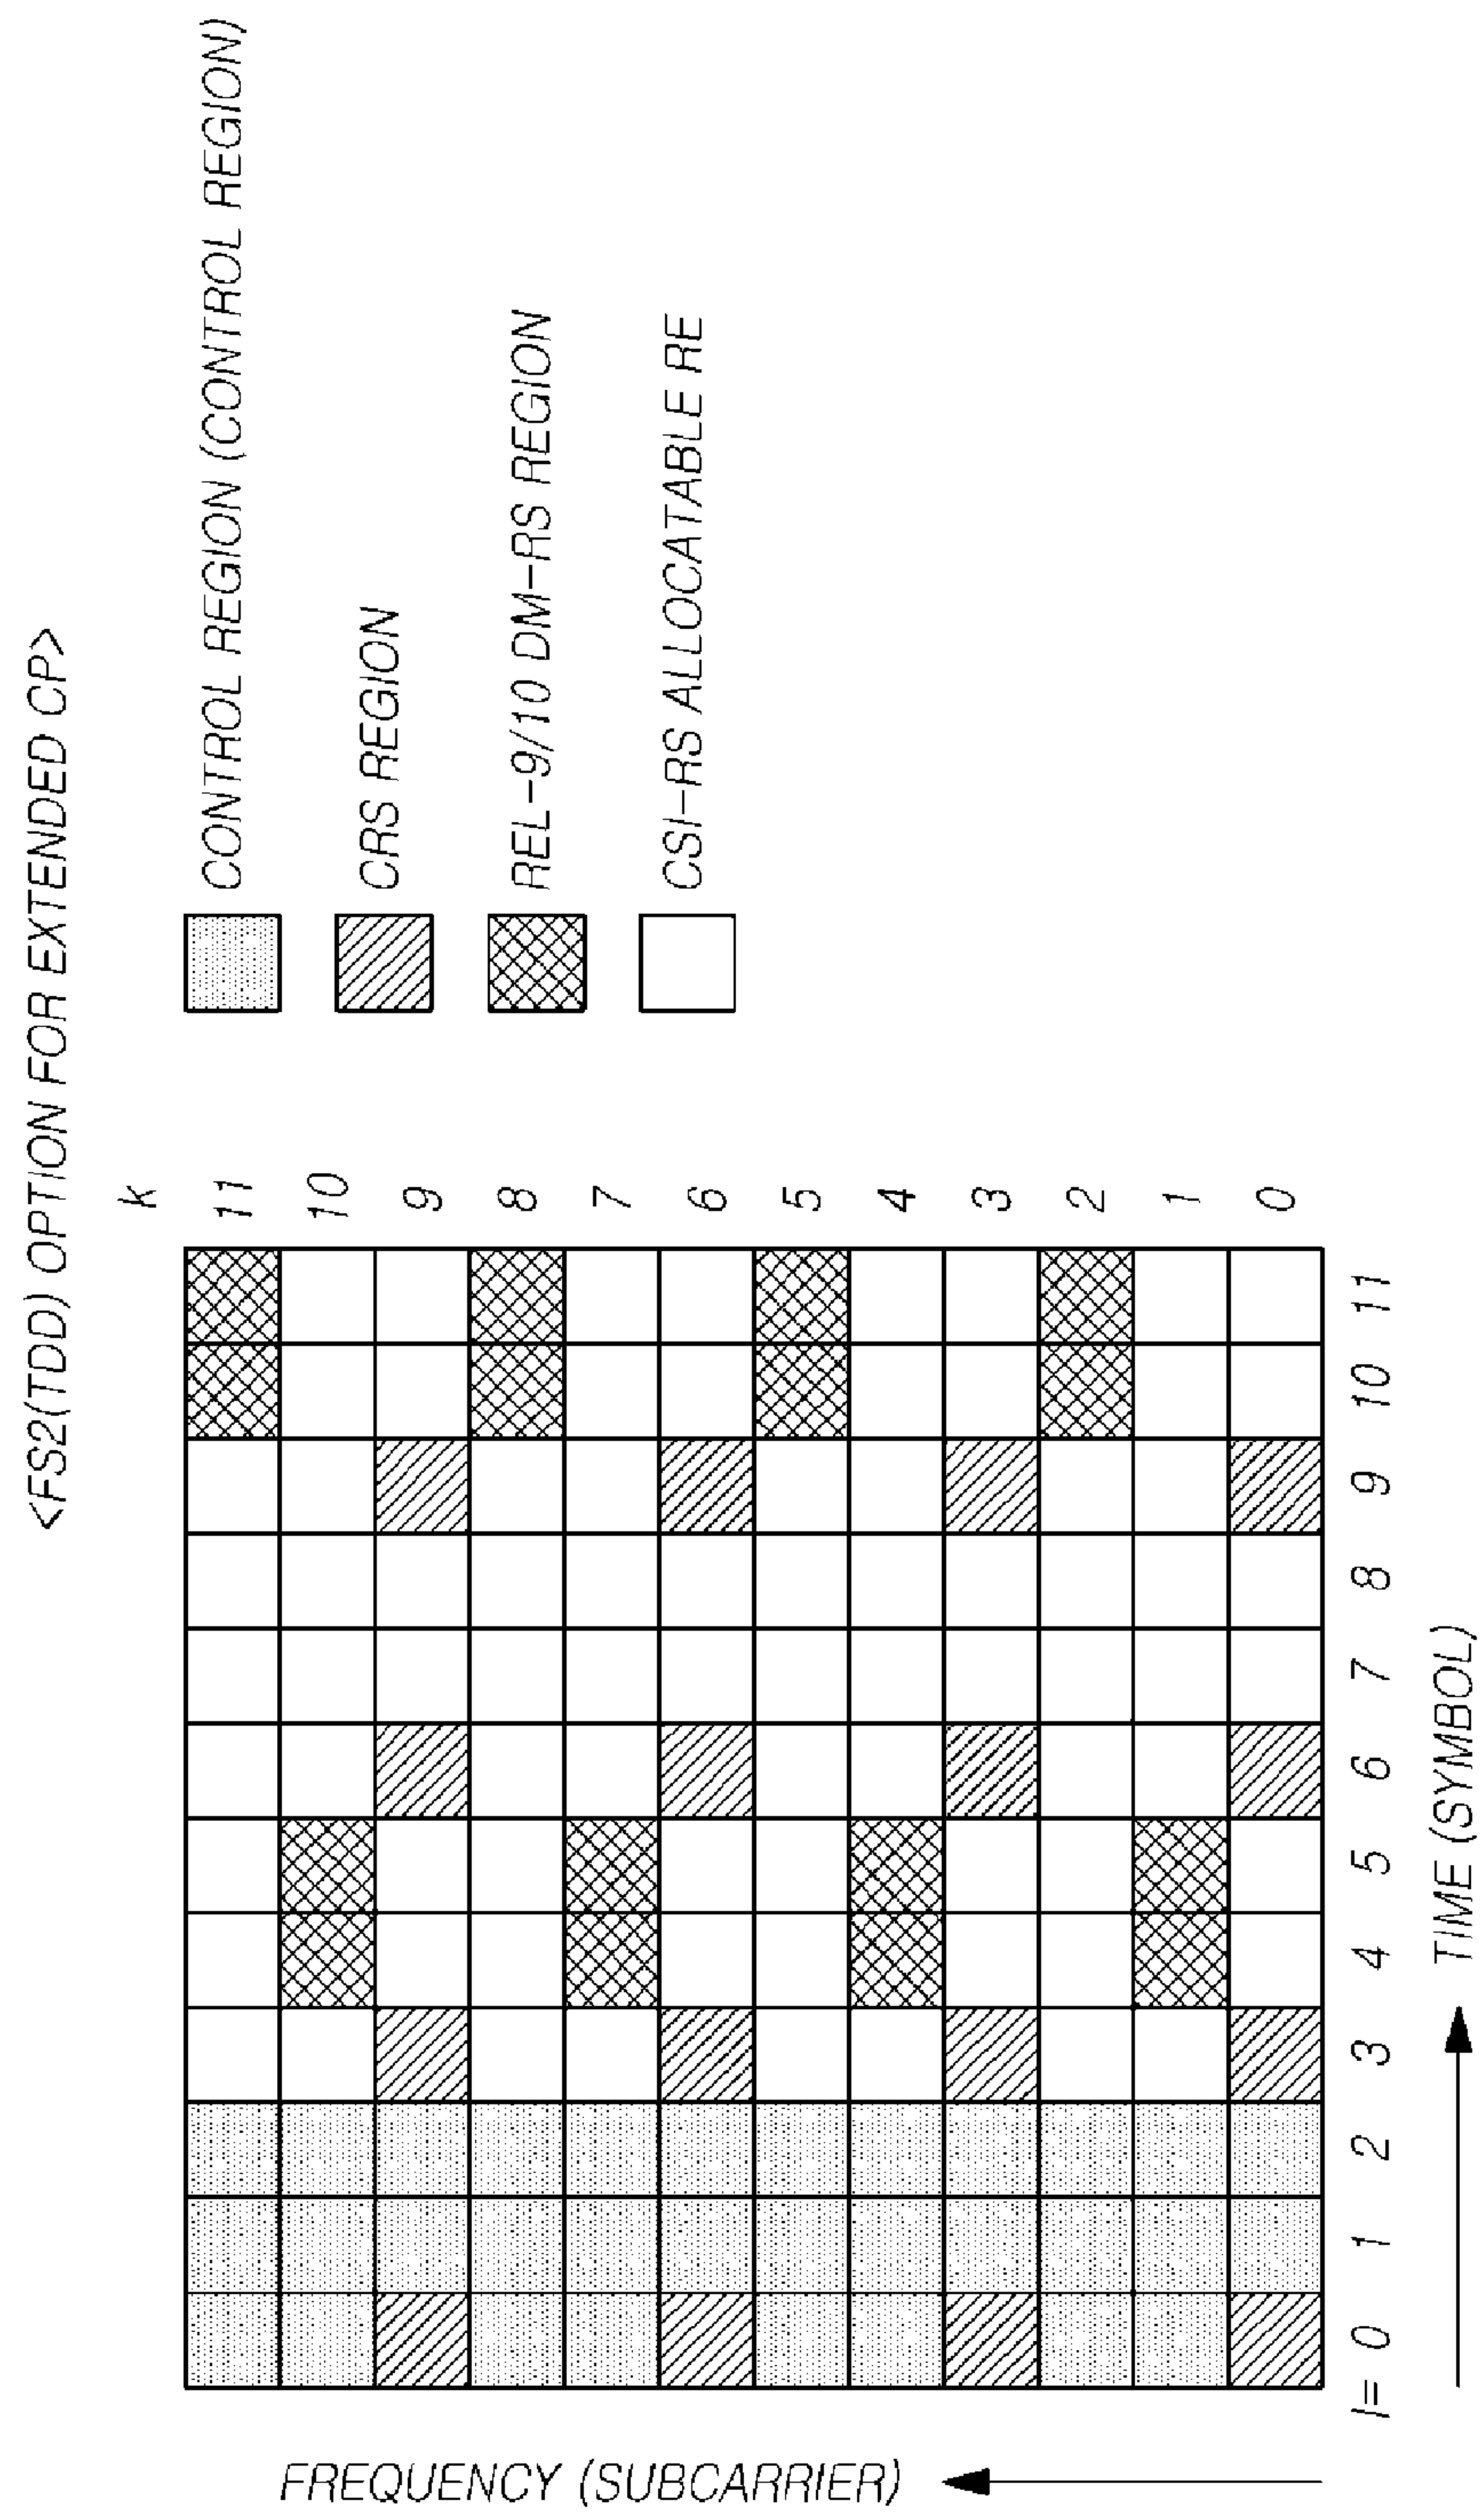 <FS2(TDD) OPTION FOR EXTENDED CP>
k
11
10
9
8
7
6
5
4
3
2
1
0
l= 0 1 2 3 4 5 6 7 8 9 10 11
FREQUENCY (SUBCARRIER)
TIME (SYMBOL)
CONTROL REGION (CONTROL REGION)
CRS REGION
REL-9/10 DM-RS REGION
CSI-RS ALLOCATABLE RE